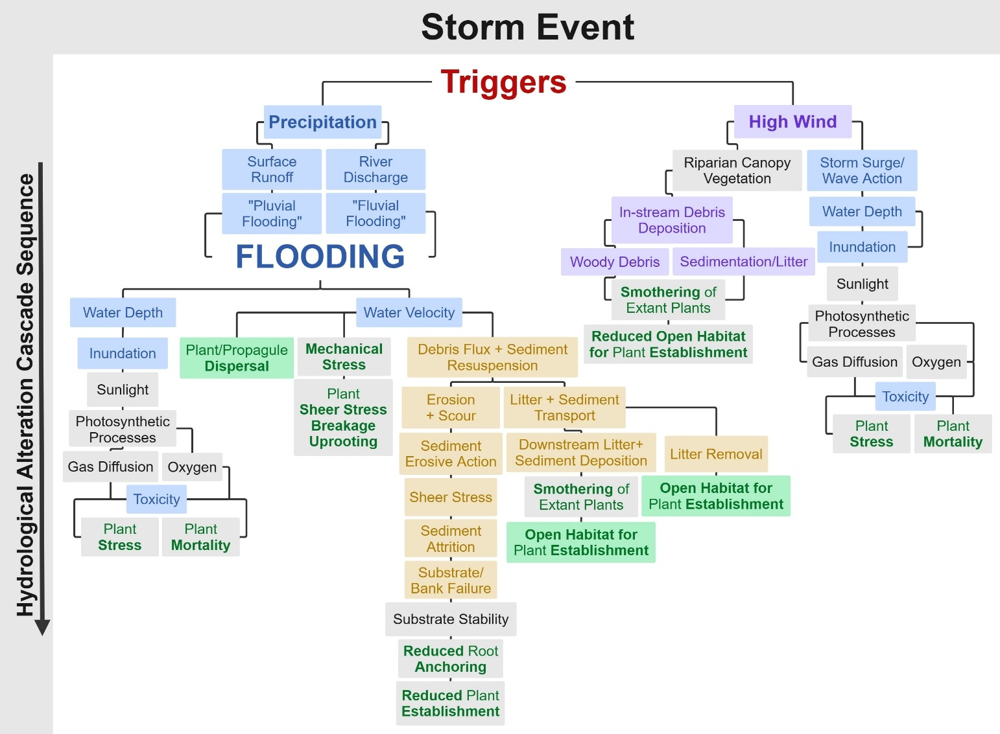 Storm Event
Triggers
Hydrological Alteration Cascade Sequence
Precipitation
Surface
Runoff
River
Discharge
"Pluvial
Flooding"
"Fluvial
Flooding"
FLOODING
Water Depth
Inundation
Sunlight
Photosynthetic
Processes
Gas Diffusion
Oxygen
Toxicity
Plant
Stress
Plant
Mortality
Water Velocity
Plant/Propagule
Dispersal
Mechanical
Stress
Plant
Sheer Stress
Breakage
Uprooting
Debris Flux + Sediment
Resuspension
Erosion
+ Scour
Sediment
Erosive Action
Sheer Stress
Sediment
Attrition
Substrate/
Bank Failure
Substrate Stability
Reduced Root
Anchoring
Reduced Plant
Establishment
Litter + Sediment
Transport
Downstream Litter+
Sediment Deposition
Smothering of
Extant Plants
Open Habitat for
Plant Establishment
Litter Removal
Open Habitat for
Plant Establishment
High Wind
Riparian Canopy
Vegetation
In-stream Debris
Deposition
Woody Debris
Sedimentation/Litter
Smothering of
Extant Plants
Reduced Open Habitat
for Plant Establishment
Storm Surge/
Wave Action
Water Depth
Inundation
Sunlight
Photosynthetic
Processes
Gas Diffusion
Oxygen
Toxicity
Plant
Stress
Plant
Mortality